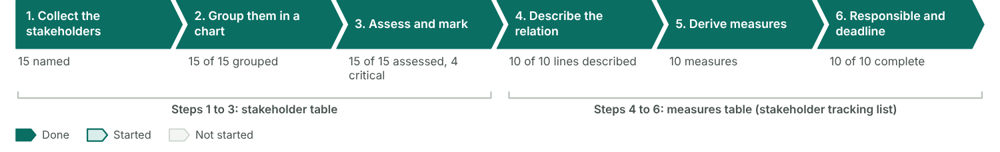 1. Collect the
stakeholders
2. Group them in a
chart
3. Assess and mark
4. Describe the
relation
5. Derive measures
6. Responsible and
deadline
15 named
15 of 15 grouped
15 of 15 assessed, 4
critical
10 of 10 lines described
10 measures
10 of 10 complete
Steps 1 to 3: stakeholder table
Steps 4 to 6: measures table (stakeholder tracking list)
Done
Started
Not started